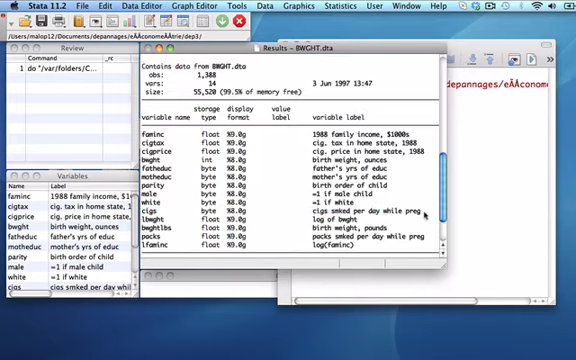 Stata 11.2 File Edit Data Editor Graph Editor Tools Data Graphics Statistics User Window Help
/Users/malop12/Documents/depannages/eÃÅconomeÃÅtrie/dep3/
Review
Command _rc
1 do "/var/folders/C...
Variables
Name Label
faminc 1988 family income, $1000s
cigtax cig. tax in home state, 19...
cigprice cig. price in home state, 1...
bwght birth weight, ounces
fatheduc father's yrs of educ
motheduc mother's yrs of educ
parity birth order of child
male =1 if male child
white =1 if white
cigs cigs smked per day while ...
Results - BWGHT.dta
Contains data from BWGHT.dta
obs: 1,388
vars: 14 3 Jun 1997 13:47
size: 55,520 (99.5% of memory free)
storage display value
variable name type format label variable label
faminc float %9.0g 1988 family income, $1000s
cigtax float %9.0g cig. tax in home state, 1988
cigprice float %9.0g cig. price in home state, 1988
bwght int %8.0g birth weight, ounces
fatheduc byte %8.0g father's yrs of educ
motheduc byte %8.0g mother's yrs of educ
parity byte %8.0g birth order of child
male byte %8.0g =1 if male child
white byte %8.0g =1 if white
cigs byte %8.0g cigs smked per day while preg
lbwght float %9.0g log of bwght
bwghtlbs float %9.0g birth weight, pounds
packs float %9.0g packs smked per day while preg
lfaminc float %9.0g log(faminc)
depannages/eÃÅconome